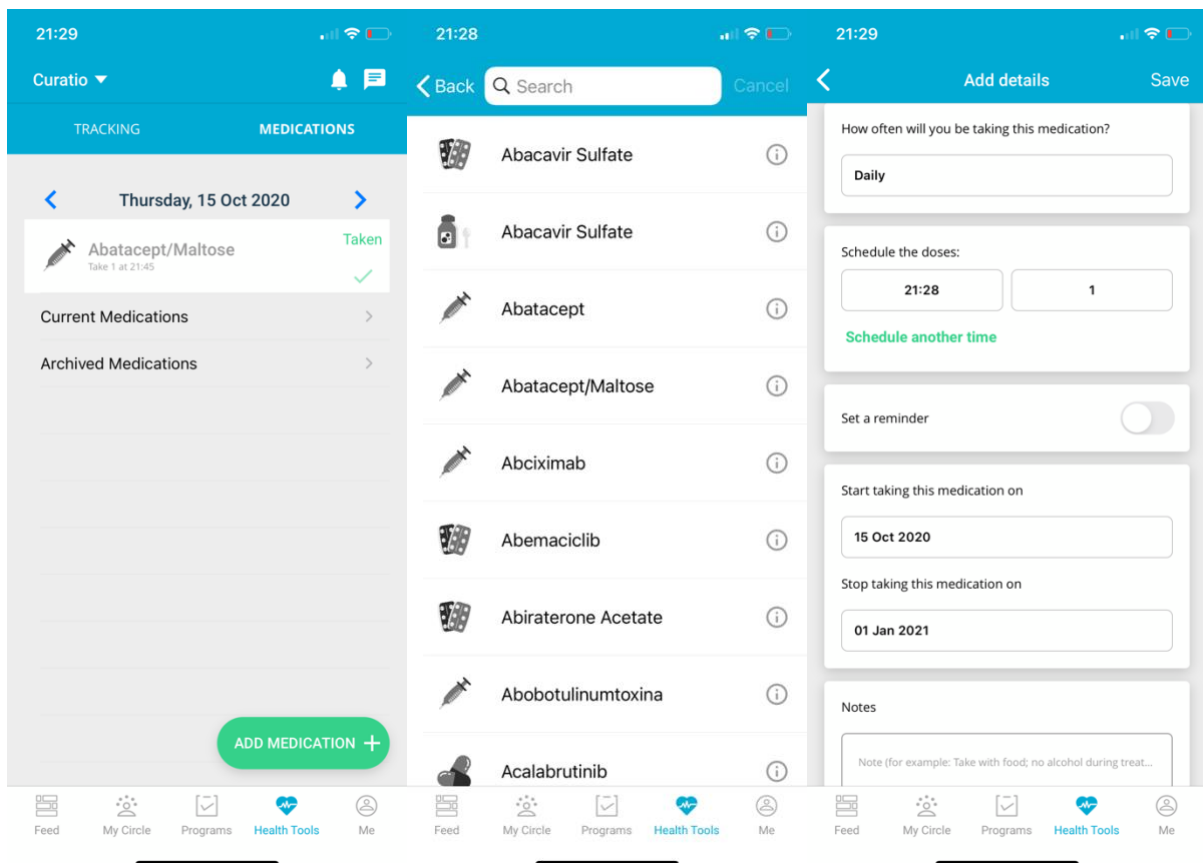 21:29
Curatio
TRACKING
MEDICATIONS
Thursday, 15 Oct 2020
Abatacept/Maltose
Taken
Take 1 at 21:45
Current Medications
Archived Medications
ADD MEDICATION +
Feed
My Circle
Programs
Health Tools
Me
21:28
Back
Search
Cancel
Abacavir Sulfate
Abacavir Sulfate
Abatacept
Abatacept/Maltose
Abciximab
Abemaciclib
Abiraterone Acetate
Abobotulinumtoxina
Acalabrutinib
Feed
My Circle
Programs
Health Tools
Me
21:29
Add details
Save
How often will you be taking this medication?
Daily
Schedule the doses:
21:28
1
Schedule another time
Set a reminder
Start taking this medication on
15 Oct 2020
Stop taking this medication on
01 Jan 2021
Notes
Note (for example: Take with food; no alcohol during treat...
Feed
My Circle
Programs
Health Tools
Me